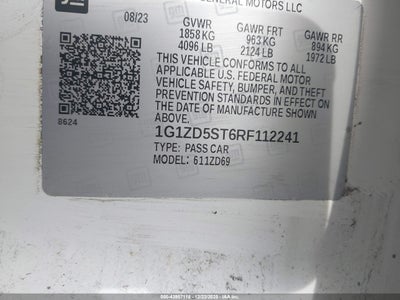 GENERAL MOTORS LLC
08/23 GVWR GAWR FRT GAWR RR
1858 KG 963 KG 894 KG
4096 LB 2124 LB 1972 LB
THIS VEHICLE CONFORMS TO ALL
APPLICABLE U.S. FEDERAL MOTOR
VEHICLE SAFETY, BUMPER, AND THEFT
PREVENTION STANDARDS IN EFFECT ON
THE DATE OF MANUFACTURE SHOWN
ABOVE.
8624
1G1ZD5ST6RF112241
TYPE: PASS CAR
MODEL: 611ZD69